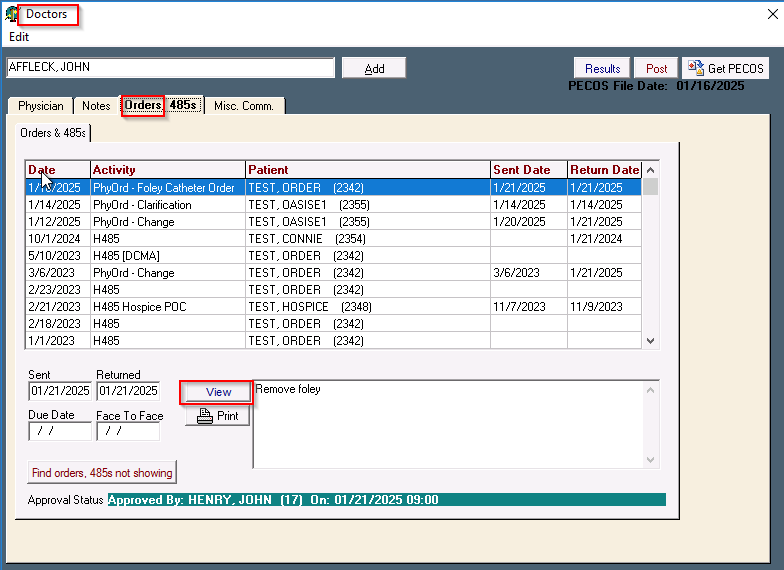 Doctors
Edit
AFFLECK, JOHN Add Results Post Get PECOS
PECOS File Date: 01/16/2025
Physician Notes Orders 485s Misc. Comm.
Orders & 485s
Date Activity Patient Sent Date Return Date
1/16/2025 PhyOrd - Foley Catheter Order TEST, ORDER (2342) 1/21/2025 1/21/2025
1/14/2025 PhyOrd - Clarification TEST, OASISE1 (2355) 1/14/2025 1/14/2025
1/12/2025 PhyOrd - Change TEST, OASISE1 (2355) 1/20/2025 1/21/2025
10/1/2024 H485 TEST, CONNIE (2354) 1/21/2024
5/10/2023 H485 [DCMA] TEST, ORDER (2342)
3/6/2023 PhyOrd - Change TEST, ORDER (2342) 3/6/2023 1/21/2025
2/23/2023 H485 TEST, ORDER (2342)
2/21/2023 H485 Hospice POC TEST, HOSPICE (2348) 11/7/2023 11/9/2023
2/18/2023 H485 TEST, ORDER (2342)
1/1/2023 H485 TEST, ORDER (2342)
Sent Returned
01/21/2025 01/21/2025 View Remove foley
Due Date Face To Face Print
/ / / /
Find orders, 485s not showing
Approval Status Approved By: HENRY, JOHN (17) On: 01/21/2025 09:00